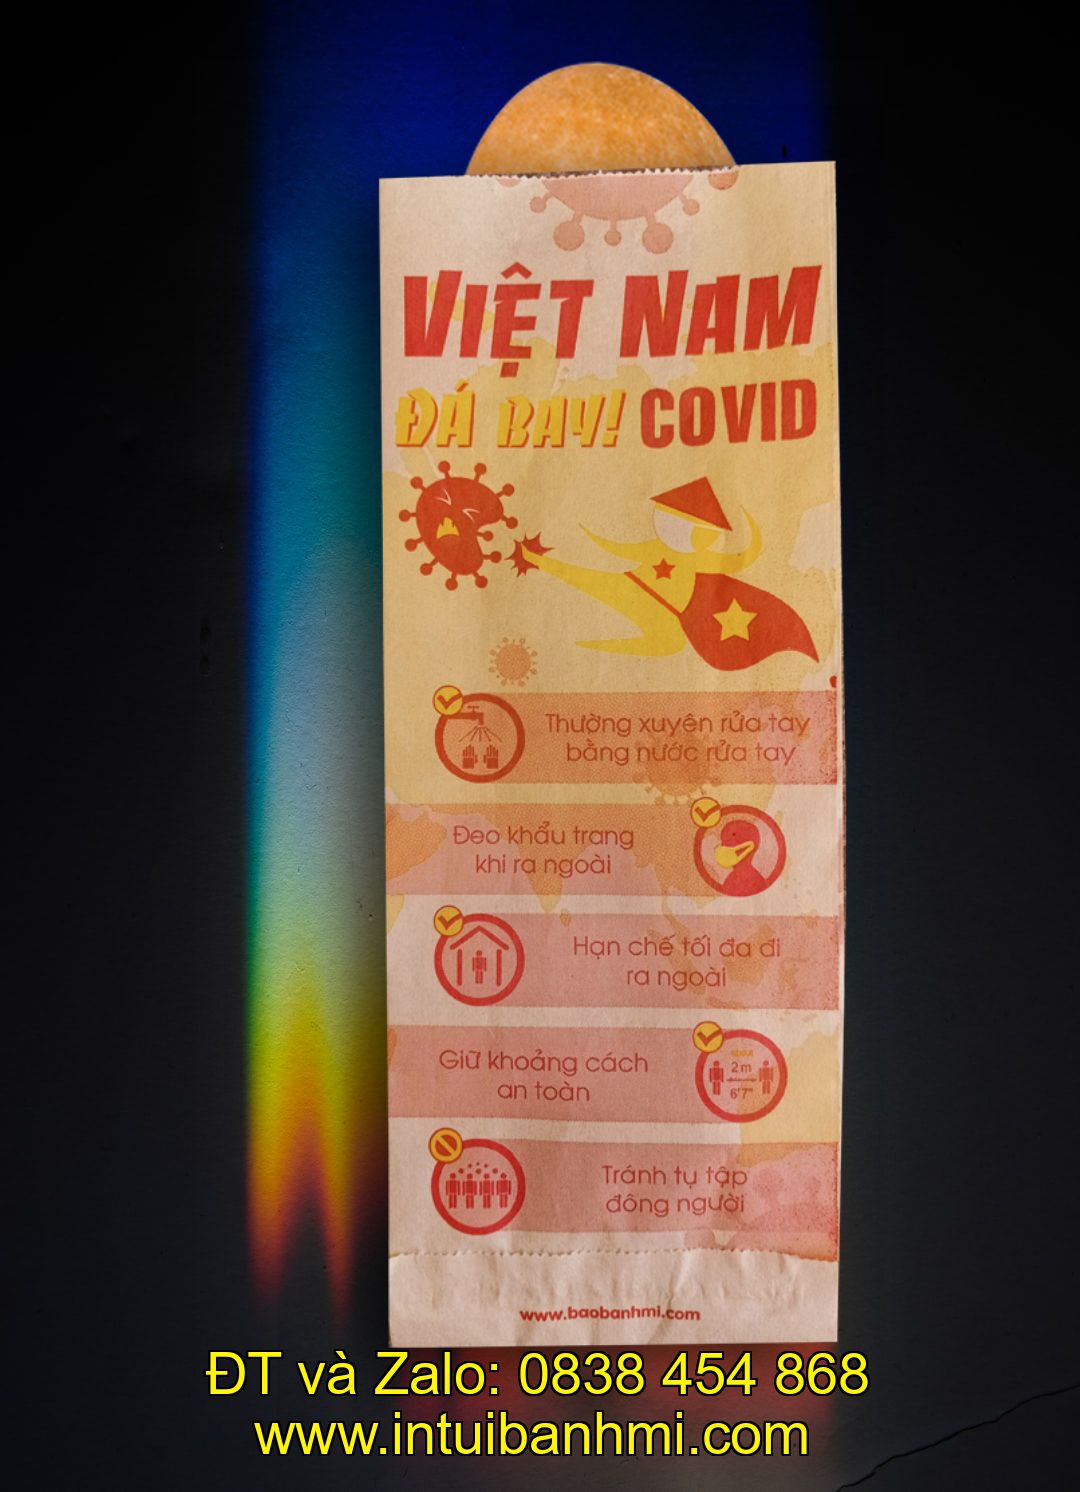 VIỆT NAM
ĐÁ BAY! COVID
Thường xuyên rửa tay
bằng nước rửa tay
Đeo khẩu trang
khi ra ngoài
Hạn chế tối đa đi
ra ngoài
Giữ khoảng cách
an toàn
about
2m
6'7"
Tránh tụ tập
đông người
www.baobanhmi.com
ĐT và Zalo: 0838 454 868
www.intuibanhmi.com